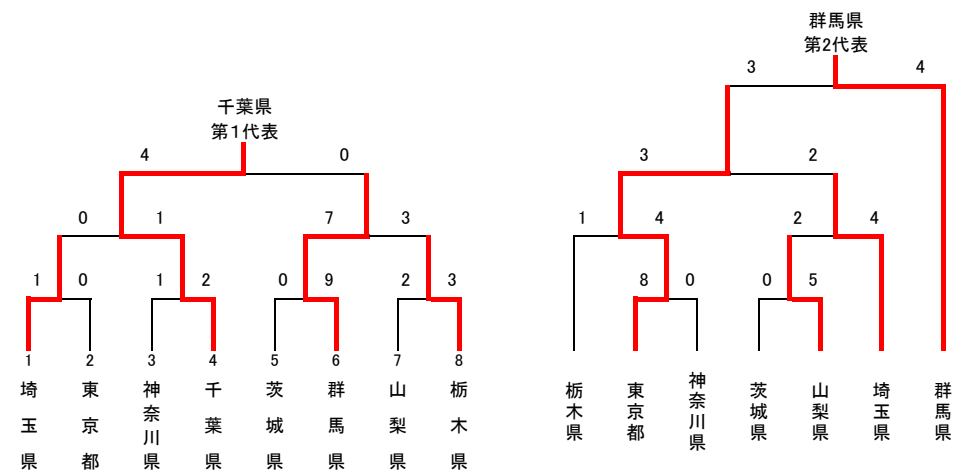 群馬県
第2代表
3 4
千葉県
第1代表
4 0
3 2
0 1 7 3
1 4 2 4
1 0 1 2 0 9 2 3
8 0 0 5
1 2 3 4 5 6 7 8
埼玉県
東京都
神奈川県
千葉県
茨城県
群馬県
山梨県
栃木県
栃木県
東京都
神奈川県
茨城県
山梨県
埼玉県
群馬県